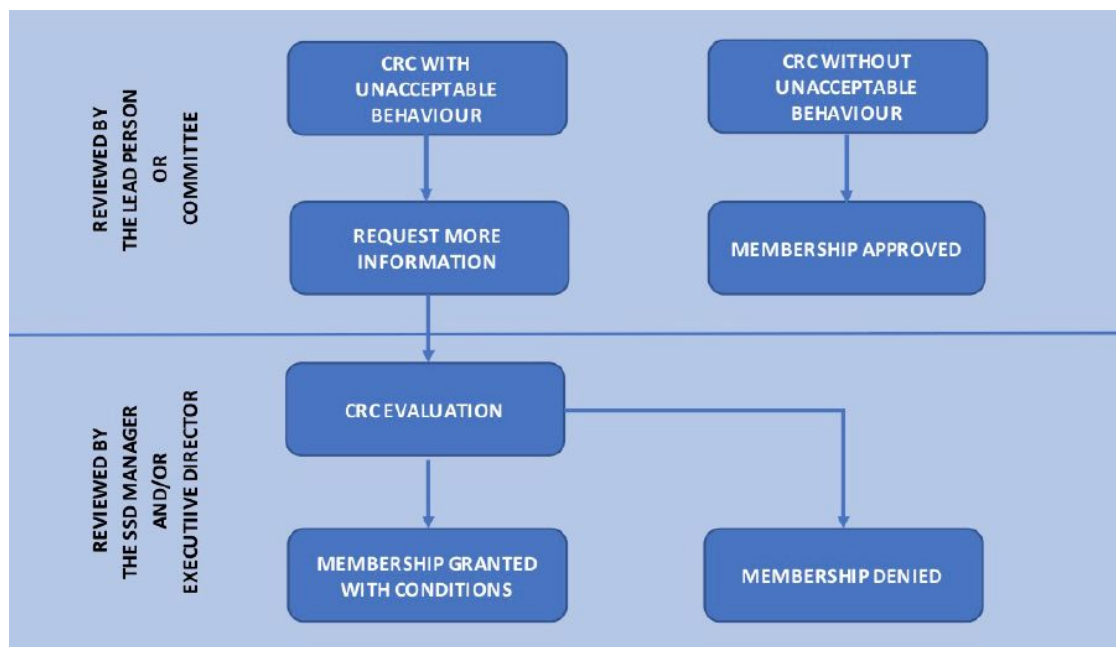 REVIEWED BY
THE LEAD PERSON
OR
COMMITTEE
CRC WITH
UNACCEPTABLE
BEHAVIOUR
CRC WITHOUT
UNACCEPTABLE
BEHAVIOUR
REQUEST MORE
INFORMATION
MEMBERSHIP APPROVED
REVIEWED BY
THE SSD MANAGER
AND/OR
EXECUTIIVE DIRECTOR
CRC EVALUATION
MEMBERSHIP GRANTED
WITH CONDITIONS
MEMBERSHIP DENIED